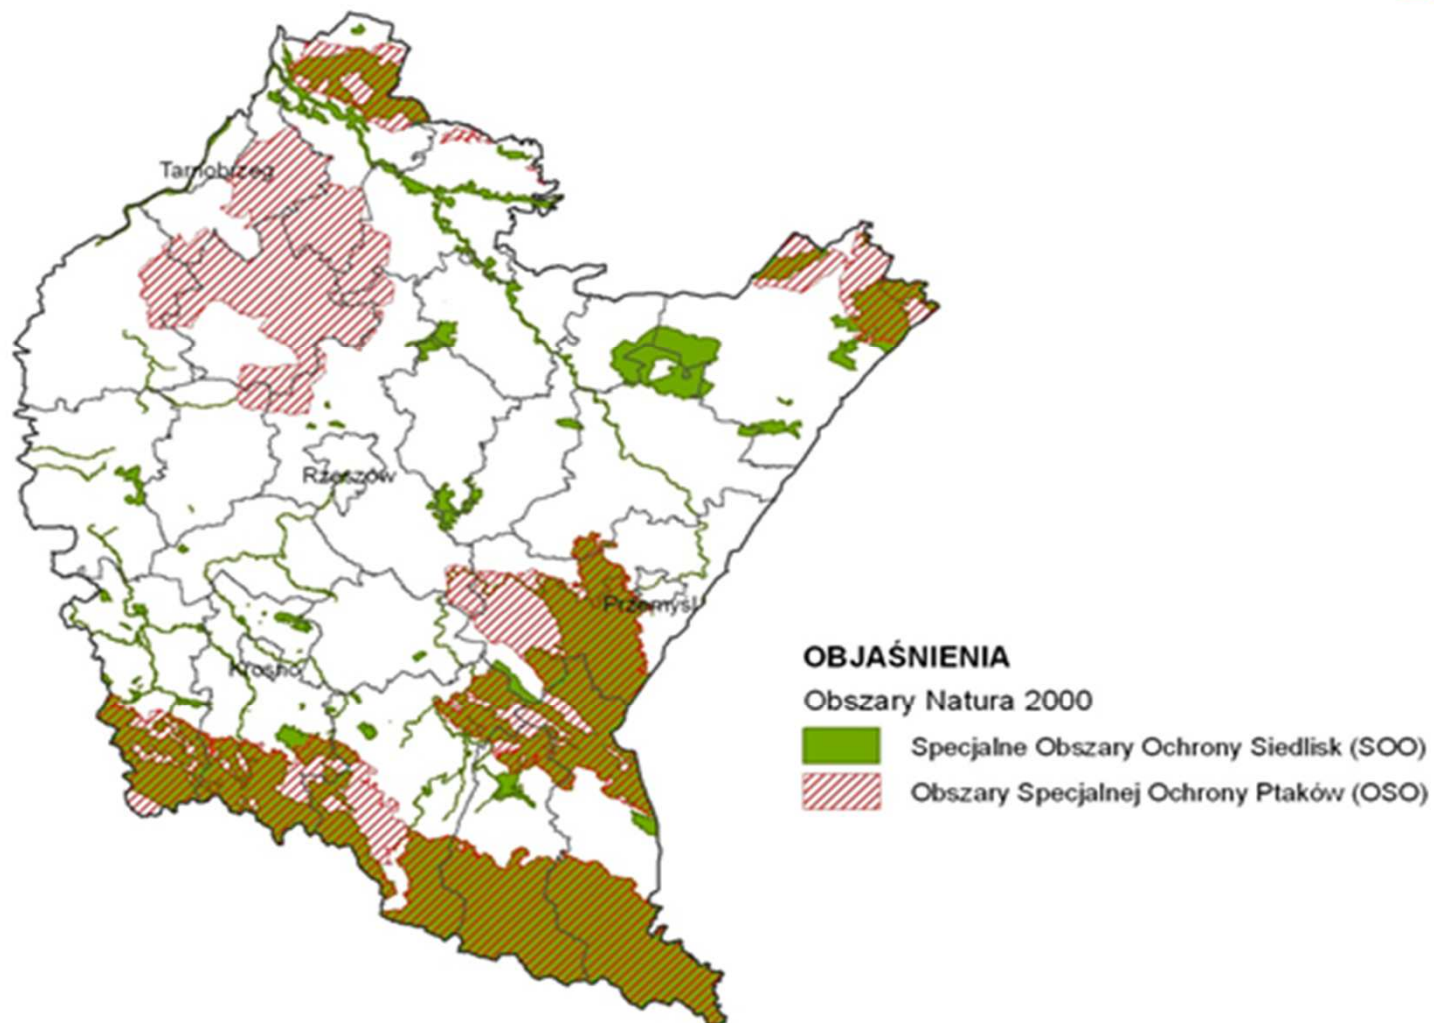 Tarnobrzeg
Rzeszów
Przemyśl
Krosno
OBJAŚNIENIA
Obszary Natura 2000
Specjalne Obszary Ochrony Siedlisk (SOO)
Obszary Specjalnej Ochrony Ptaków (OSO)